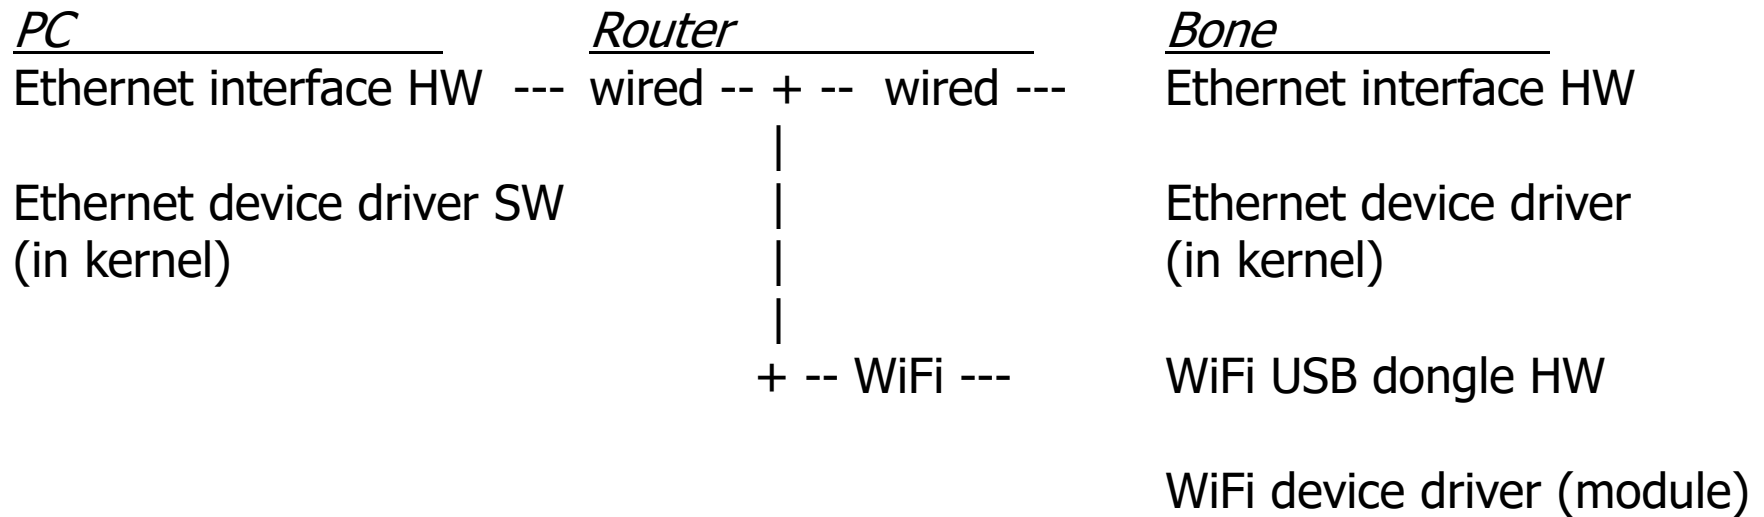 PC Router Bone
Ethernet interface HW --- wired -- + -- wired --- Ethernet interface HW
|
Ethernet device driver SW | Ethernet device driver
(in kernel) | (in kernel)
|
+ -- WiFi --- WiFi USB dongle HW
WiFi device driver (module)